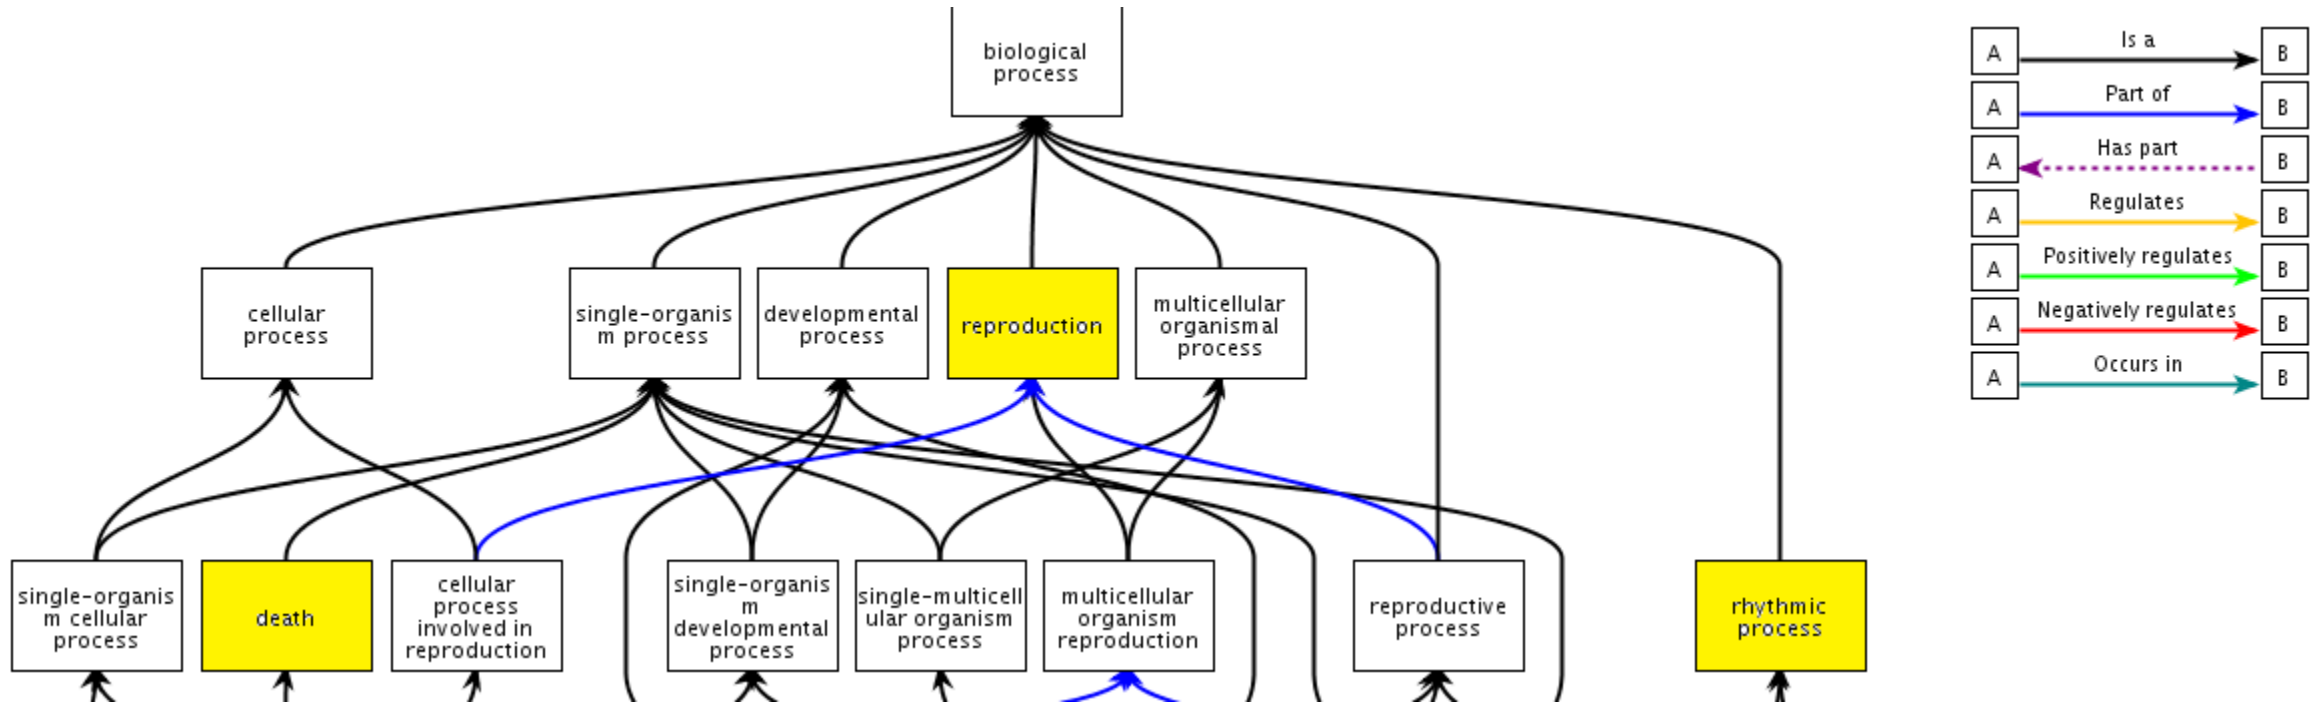 biological
process
cellular
process
single-organis
m process
developmental
process
reproduction
multicellular
organismal
process
single-organis
m cellular
process
death
cellular
process
involved in
reproduction
single-organis
m
developmental
process
single-multicell
ular organism
process
multicellular
organism
reproduction
reproductive
process
rhythmic
process
A Is a B
A Part of B
A Has part B
A Regulates B
A Positively regulates B
A Negatively regulates B
A Occurs in B